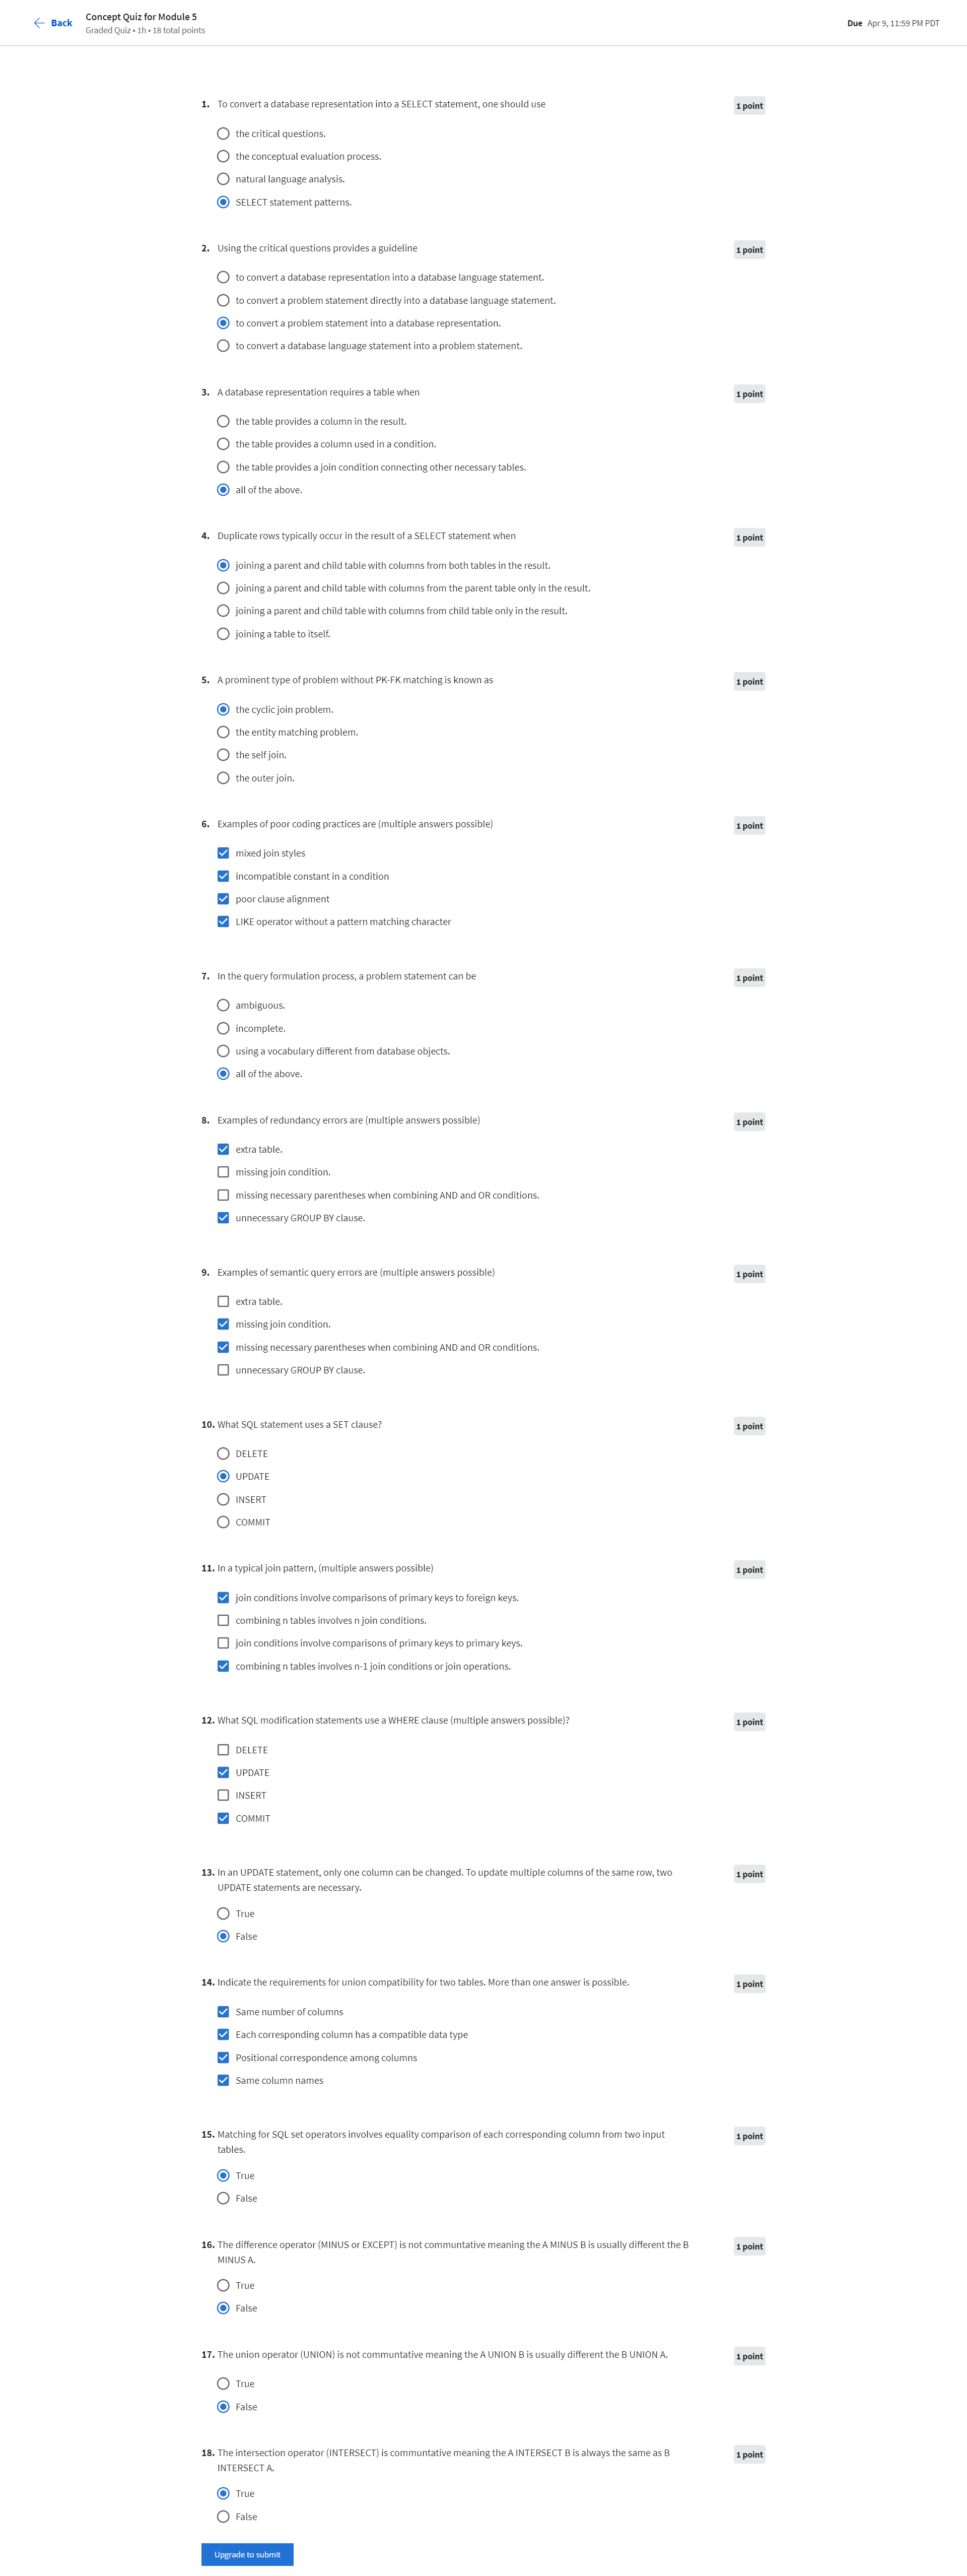 Back
Concept Quiz for Module 5
Graded Quiz • 1h • 18 total points
Due Apr 9, 11:59 PM PDT
1. To convert a database representation into a SELECT statement, one should use
1 point
the critical questions.
the conceptual evaluation process.
natural language analysis.
SELECT statement patterns.
2. Using the critical questions provides a guideline
1 point
to convert a database representation into a database language statement.
to convert a problem statement directly into a database language statement.
to convert a problem statement into a database representation.
to convert a database language statement into a problem statement.
3. A database representation requires a table when
1 point
the table provides a column in the result.
the table provides a column used in a condition.
the table provides a join condition connecting other necessary tables.
all of the above.
4. Duplicate rows typically occur in the result of a SELECT statement when
1 point
joining a parent and child table with columns from both tables in the result.
joining a parent and child table with columns from the parent table only in the result.
joining a parent and child table with columns from child table only in the result.
joining a table to itself.
5. A prominent type of problem without PK-FK matching is known as
1 point
the cyclic join problem.
the entity matching problem.
the self join.
the outer join.
6. Examples of poor coding practices are (multiple answers possible)
1 point
mixed join styles
incompatible constant in a condition
poor clause alignment
LIKE operator without a pattern matching character
7. In the query formulation process, a problem statement can be
1 point
ambiguous.
incomplete.
using a vocabulary different from database objects.
all of the above.
8. Examples of redundancy errors are (multiple answers possible)
1 point
extra table.
missing join condition.
missing necessary parentheses when combining AND and OR conditions.
unnecessary GROUP BY clause.
9. Examples of semantic query errors are (multiple answers possible)
1 point
extra table.
missing join condition.
missing necessary parentheses when combining AND and OR conditions.
unnecessary GROUP BY clause.
10. What SQL statement uses a SET clause?
1 point
DELETE
UPDATE
INSERT
COMMIT
11. In a typical join pattern, (multiple answers possible)
1 point
join conditions involve comparisons of primary keys to foreign keys.
combining n tables involves n join conditions.
join conditions involve comparisons of primary keys to primary keys.
combining n tables involves n-1 join conditions or join operations.
12. What SQL modification statements use a WHERE clause (multiple answers possible)?
1 point
DELETE
UPDATE
INSERT
COMMIT
13. In an UPDATE statement, only one column can be changed. To update multiple columns of the same row, two
UPDATE statements are necessary.
1 point
True
False
14. Indicate the requirements for union compatibility for two tables. More than one answer is possible.
1 point
Same number of columns
Each corresponding column has a compatible data type
Positional correspondence among columns
Same column names
15. Matching for SQL set operators involves equality comparison of each corresponding column from two input
tables.
1 point
True
False
16. The difference operator (MINUS or EXCEPT) is not communtative meaning the A MINUS B is usually different the B
MINUS A.
1 point
True
False
17. The union operator (UNION) is not communtative meaning the A UNION B is usually different the B UNION A.
1 point
True
False
18. The intersection operator (INTERSECT) is communtative meaning the A INTERSECT B is always the same as B
INTERSECT A.
1 point
True
False
Upgrade to submit